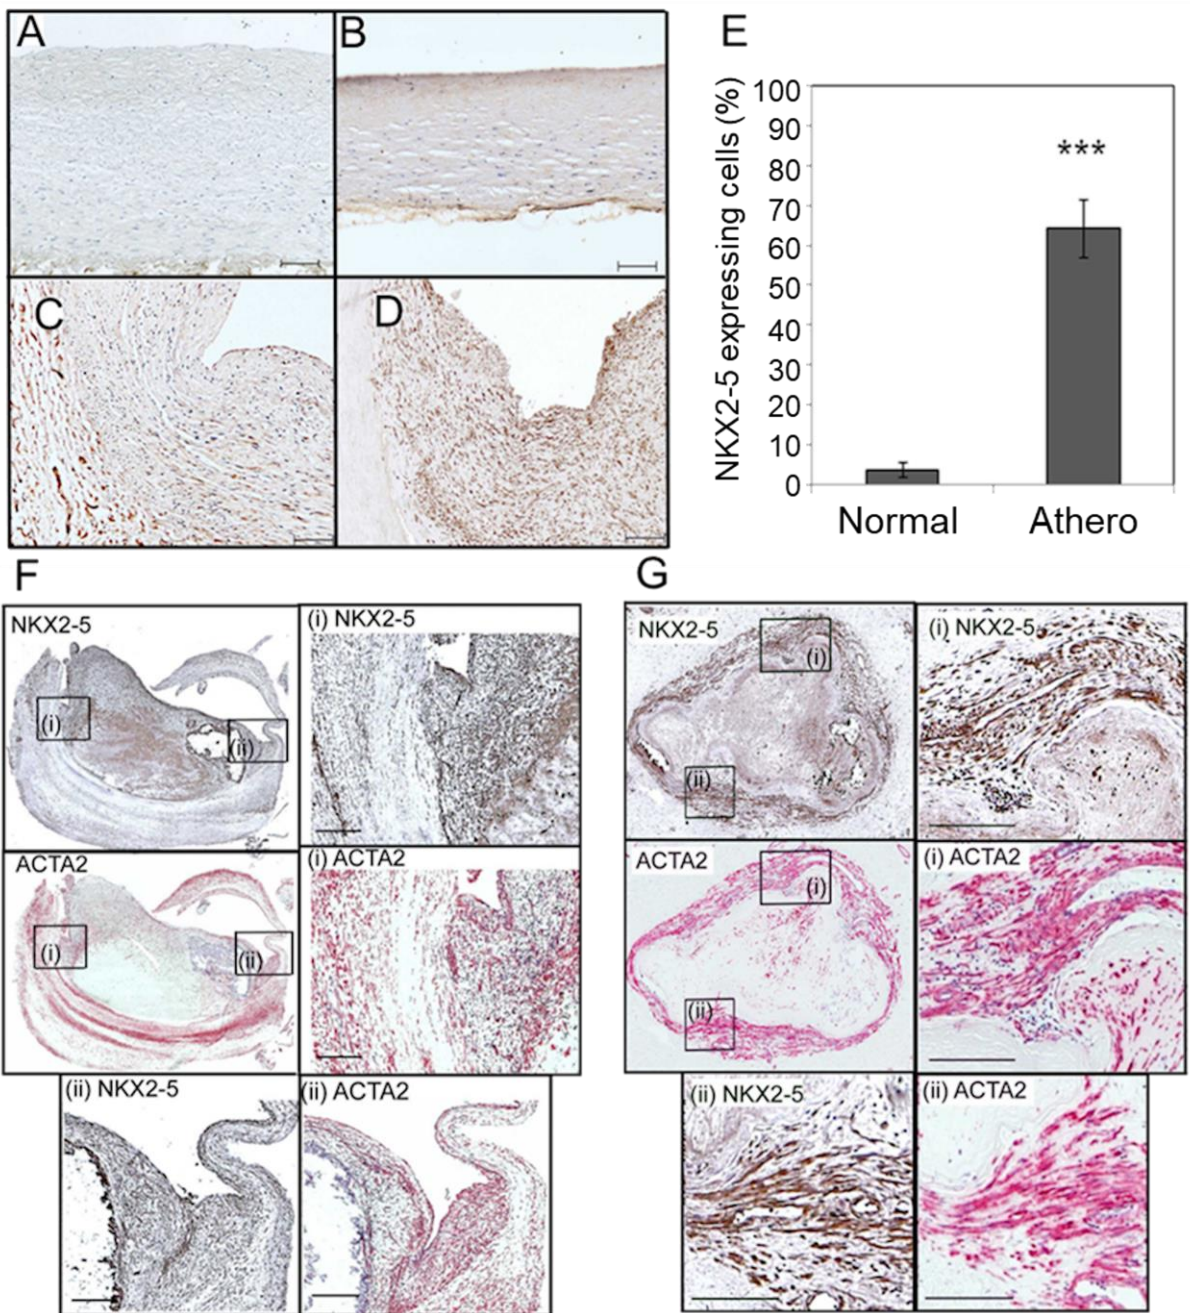 A
B
C
D
E
NKX2-5 expressing cells (%)
100
90
80
70
60
50
40
30
20
10
0
***
Normal
Athero
F
NKX2-5
(i)
(ii)
(i) NKX2-5
ACTA2
(i)
(ii)
(i) ACTA2
(ii) NKX2-5
(ii) ACTA2
G
NKX2-5
(i)
(ii)
(i) NKX2-5
ACTA2
(i)
(ii)
(i) ACTA2
(ii) NKX2-5
(ii) ACTA2